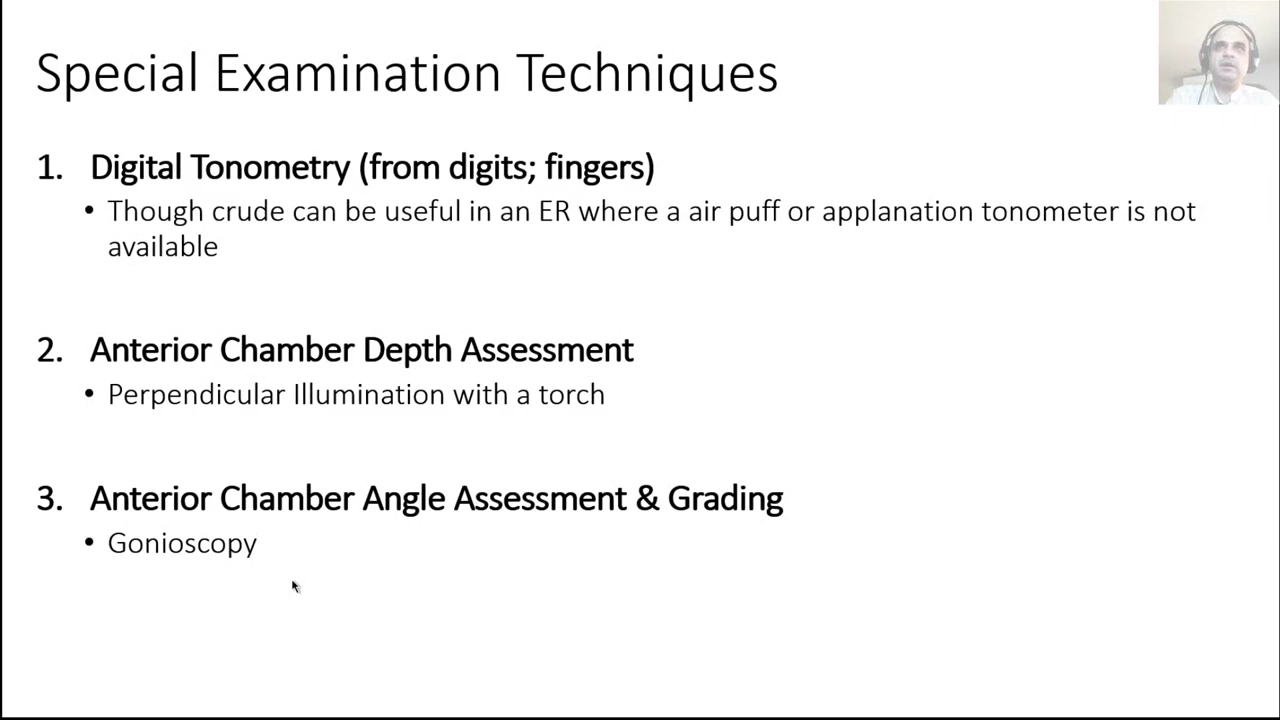 Special Examination Techniques
1. Digital Tonometry (from digits; fingers)
• Though crude can be useful in an ER where a air puff or applanation tonometer is not
available
2. Anterior Chamber Depth Assessment
• Perpendicular Illumination with a torch
3. Anterior Chamber Angle Assessment & Grading
• Gonioscopy